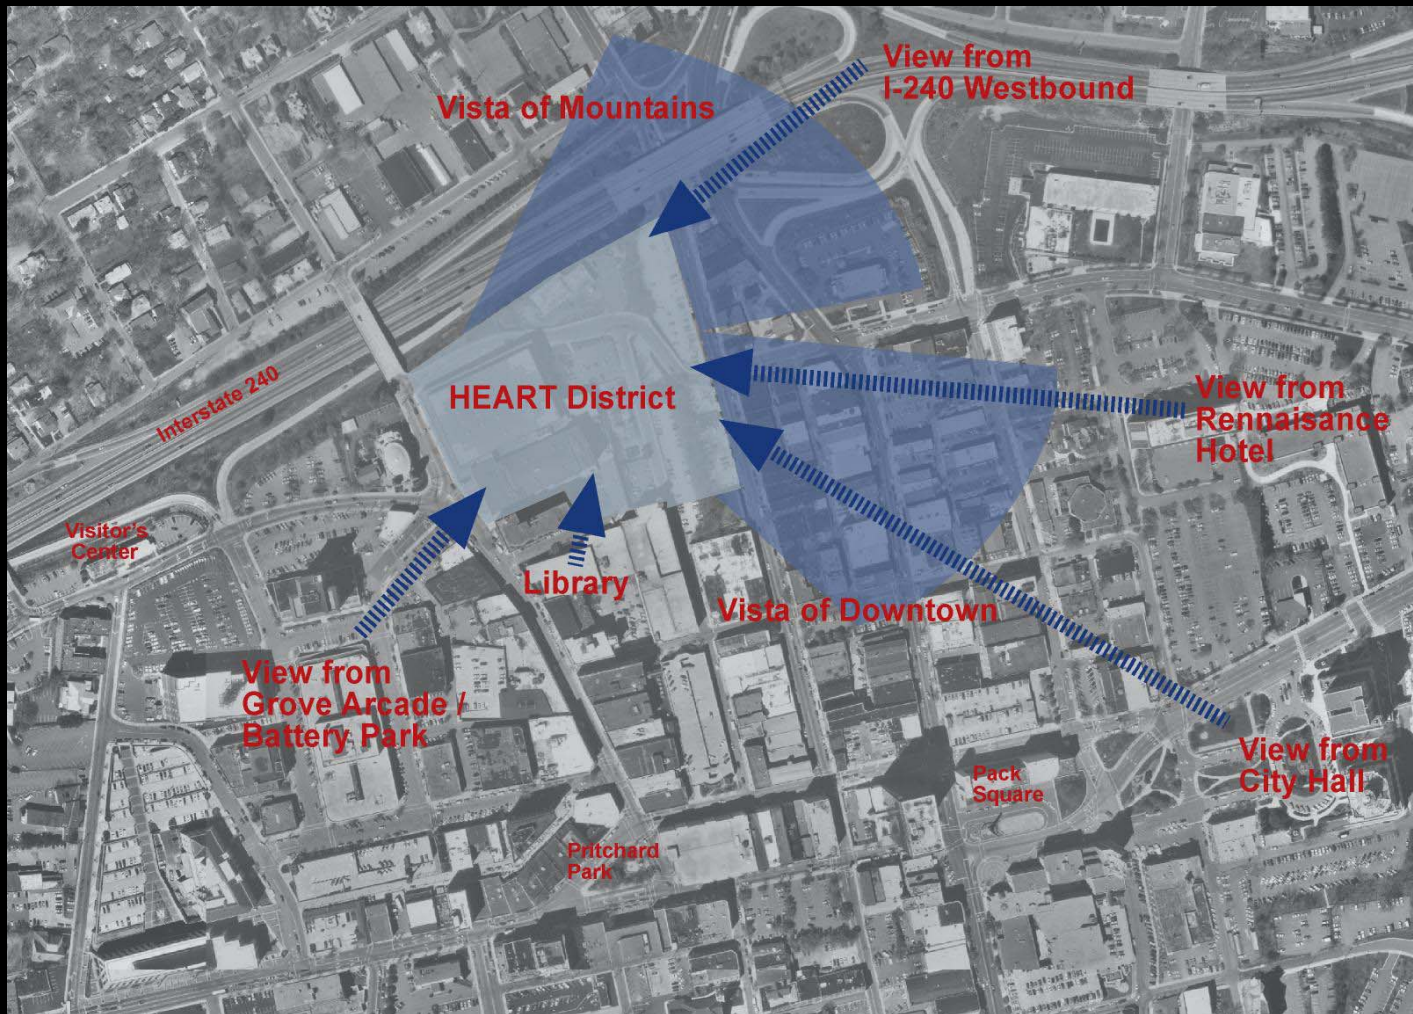 View from
I-240 Westbound
Vista of Mountains
Interstate 240
HEART District
View from
Rennaisance
Hotel
Visitor's
Center
Library
Vista of Downtown
View from
Grove Arcade /
Battery Park
View from
City Hall
Pack
Square
Pritchard
Park